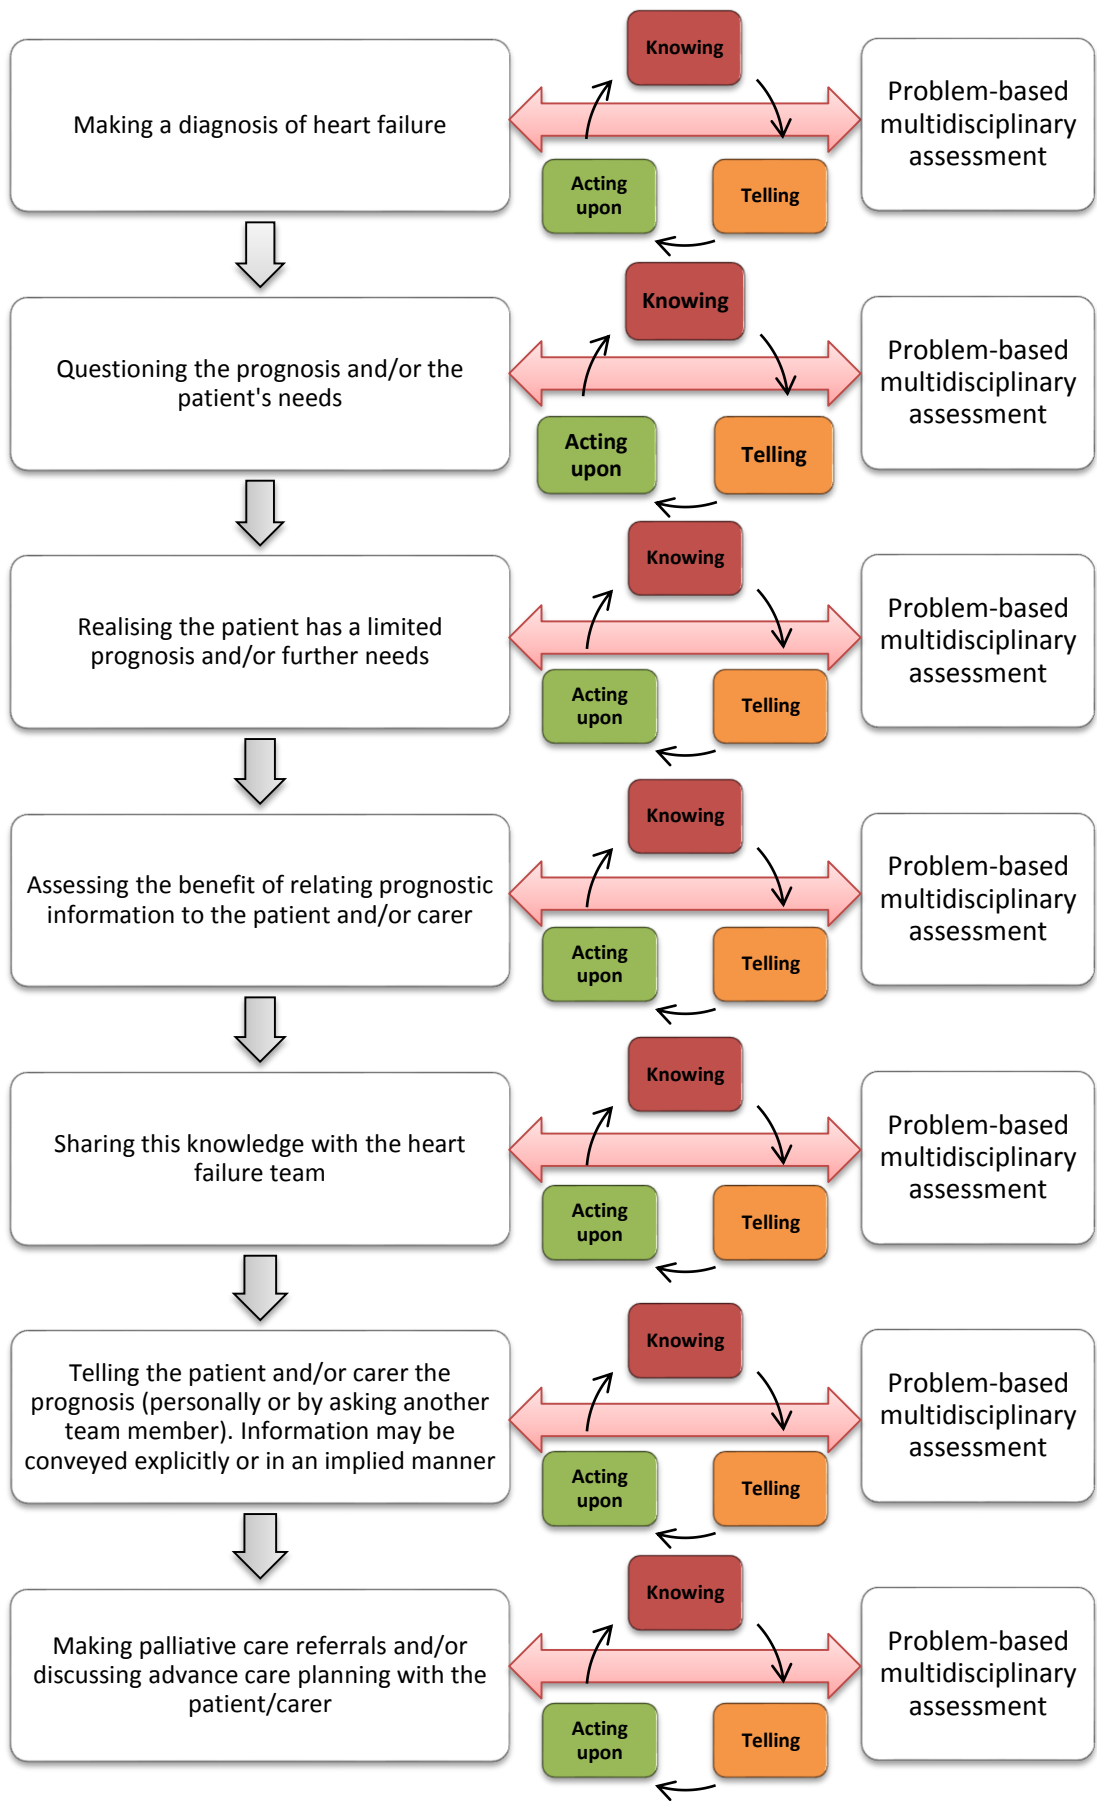 Knowing
Making a diagnosis of heart failure
Problem-based
multidisciplinary
assessment
Acting
upon
Telling
Knowing
Questioning the prognosis and/or the
patient's needs
Problem-based
multidisciplinary
assessment
Acting
upon
Telling
Knowing
Realising the patient has a limited
prognosis and/or further needs
Problem-based
multidisciplinary
assessment
Acting
upon
Telling
Knowing
Assessing the benefit of relating prognostic
information to the patient and/or carer
Problem-based
multidisciplinary
assessment
Acting
upon
Telling
Knowing
Sharing this knowledge with the heart
failure team
Problem-based
multidisciplinary
assessment
Acting
upon
Telling
Knowing
Telling the patient and/or carer the
prognosis (personally or by asking another
team member). Information may be
conveyed explicitly or in an implied manner
Problem-based
multidisciplinary
assessment
Acting
upon
Telling
Knowing
Making palliative care referrals and/or
discussing advance care planning with the
patient/carer
Problem-based
multidisciplinary
assessment
Acting
upon
Telling